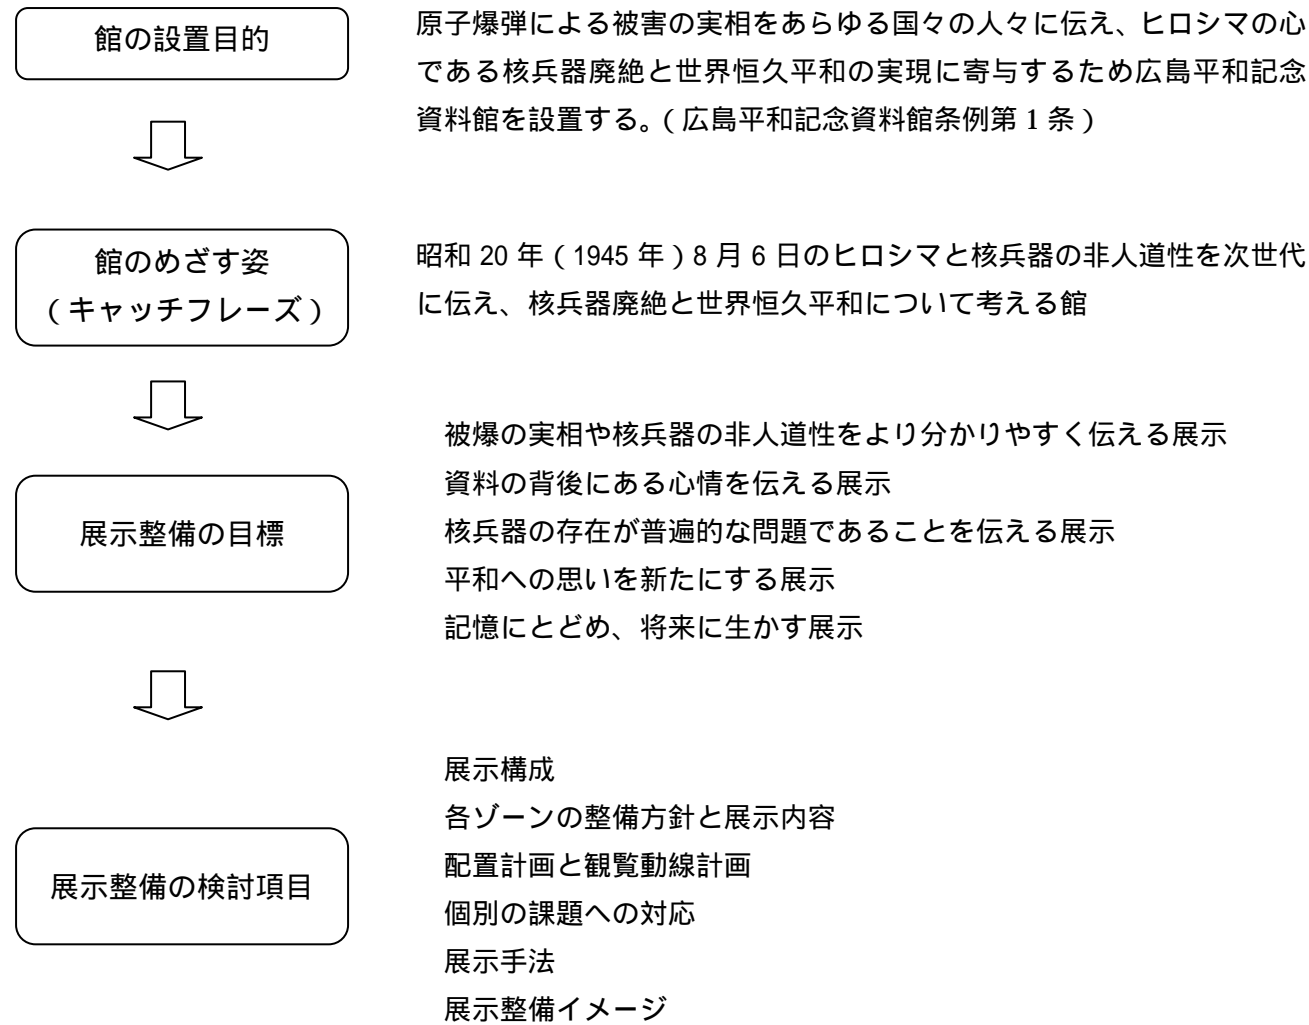 館の設置目的
原子爆弾による被害の実相をあらゆる国々の人々に伝え、ヒロシマの心
である核兵器廃絶と世界恒久平和の実現に寄与するため広島平和記念
資料館を設置する。(広島平和記念資料館条例第 1 条)
館のめざす姿
(キャッチフレーズ)
昭和 20 年(1945 年)8 月 6 日のヒロシマと核兵器の非人道性を次世代
に伝え、核兵器廃絶と世界恒久平和について考える館
展示整備の目標
被爆の実相や核兵器の非人道性をより分かりやすく伝える展示
資料の背後にある心情を伝える展示
核兵器の存在が普遍的な問題であることを伝える展示
平和への思いを新たにする展示
記憶にとどめ、将来に生かす展示
展示整備の検討項目
展示構成
各ゾーンの整備方針と展示内容
配置計画と観覧動線計画
個別の課題への対応
展示手法
展示整備イメージ